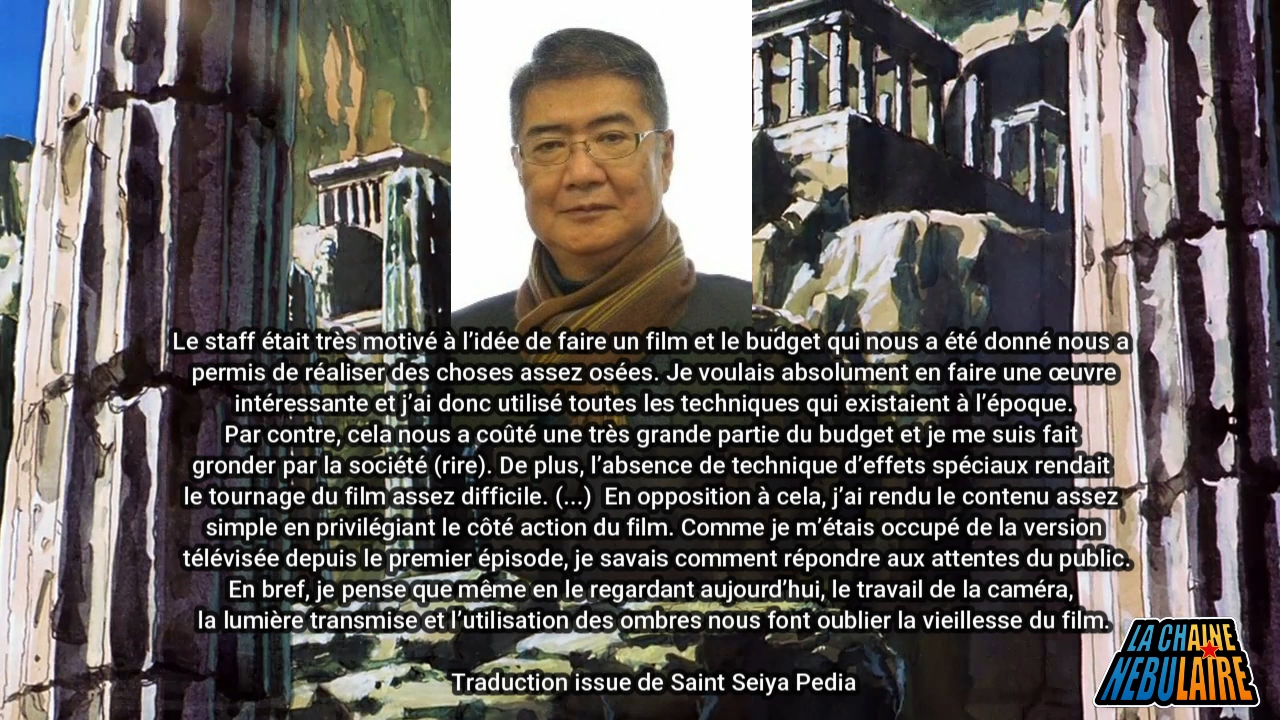 Le staff était très motivé à l’idée de faire un film et le budget qui nous a été donné nous a
permis de réaliser des choses assez osées. Je voulais absolument en faire une œuvre
intéressante et j’ai donc utilisé toutes les techniques qui existaient à l’époque.
Par contre, cela nous a coûté une très grande partie du budget et je me suis fait
gronder par la société (rire). De plus, l’absence de technique d’effets spéciaux rendait
le tournage du film assez difficile. (...) En opposition à cela, j’ai rendu le contenu assez
simple en privilégiant le côté action du film. Comme je m’étais occupé de la version
télévisée depuis le premier épisode, je savais comment répondre aux attentes du public.
En bref, je pense que même en le regardant aujourd’hui, le travail de la caméra,
la lumière transmise et l’utilisation des ombres nous font oublier la vieillesse du film.
Traduction issue de Saint Seiya Pedia
LA CHAINE
NEBULAIRE